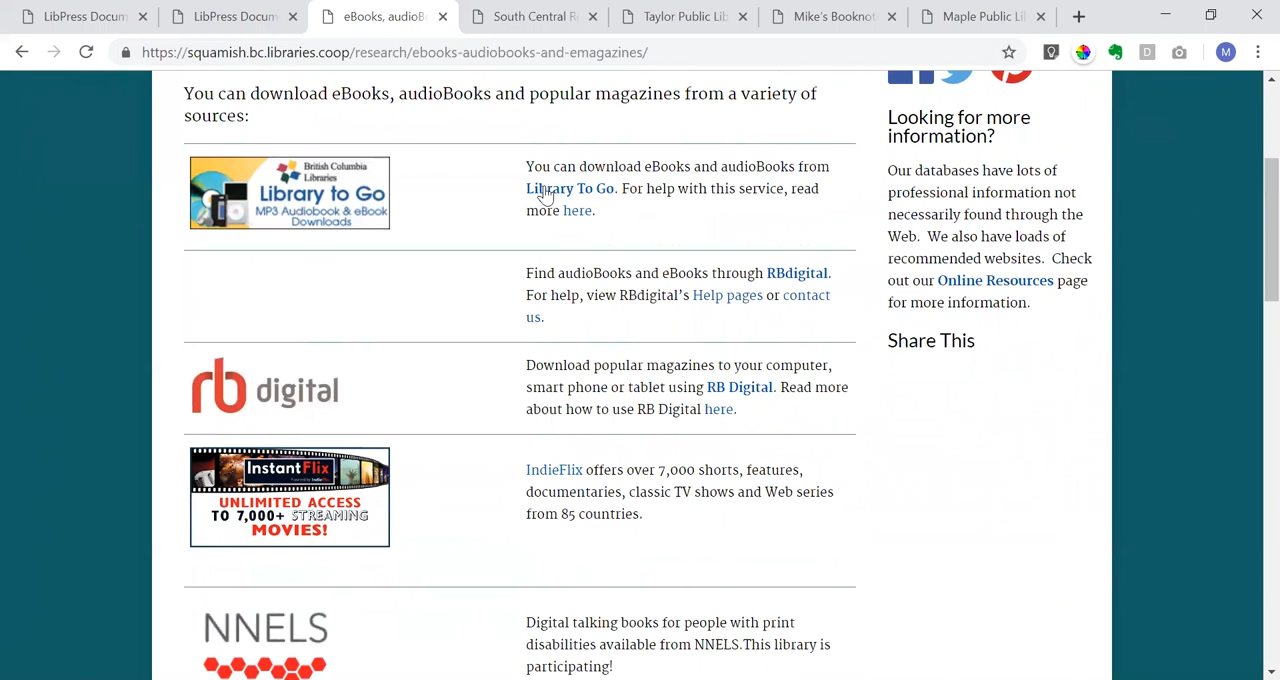 LibPress Docum
LibPress Docum
eBooks, audioB
South Central R
Taylor Public Lib
Mike's Booknot
Maple Public Li
https://squamish.bc.libraries.coop/research/ebooks-audiobooks-and-emagazines/
D
M
You can download eBooks, audioBooks and popular magazines from a variety of
sources:
British Columbia
Libraries
Library to Go
MP3 Audiobook & eBook
Downloads
You can download eBooks and audioBooks from
Library To Go. For help with this service, read
more here.
Find audioBooks and eBooks through RBdigital.
For help, view RBdigital's Help pages or contact
us.
rb digital
Download popular magazines to your computer,
smart phone or tablet using RB Digital. Read more
about how to use RB Digital here.
InstantFlix
UNLIMITED ACCESS
TO 7,000+ STREAMING
MOVIES!
IndieFlix offers over 7,000 shorts, features,
documentaries, classic TV shows and Web series
from 85 countries.
NNELS
Digital talking books for people with print
disabilities available from NNELS.This library is
participating!
Looking for more
information?
Our databases have lots of
professional information not
necessarily found through the
Web. We also have loads of
recommended websites. Check
out our Online Resources page
for more information.
Share This